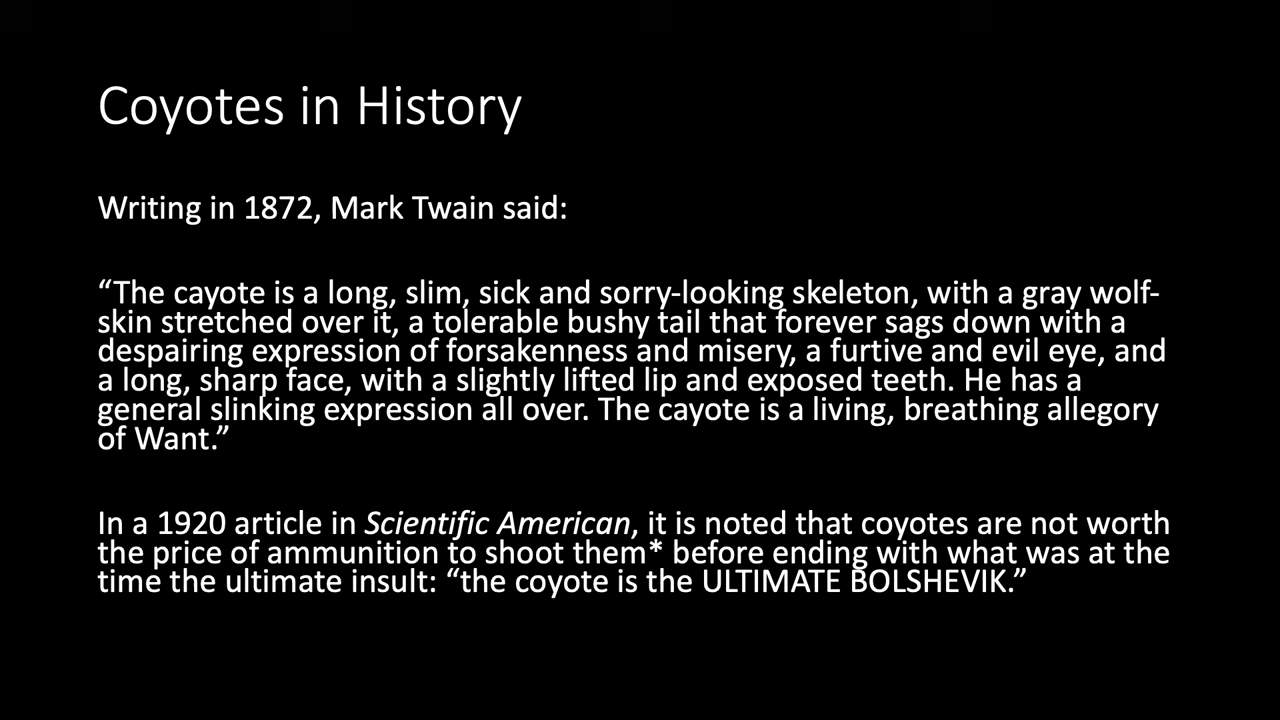 Coyotes in History
Writing in 1872, Mark Twain said:
“The cayote is a long, slim, sick and sorry-looking skeleton, with a gray wolf-
skin stretched over it, a tolerable bushy tail that forever sags down with a
despairing expression of forsakenness and misery, a furtive and evil eye, and
a long, sharp face, with a slightly lifted lip and exposed teeth. He has a
general slinking expression all over. The cayote is a living, breathing allegory
of Want.”
In a 1920 article in Scientific American, it is noted that coyotes are not worth
the price of ammunition to shoot them* before ending with what was at the
time the ultimate insult: “the coyote is the ULTIMATE BOLSHEVIK.”